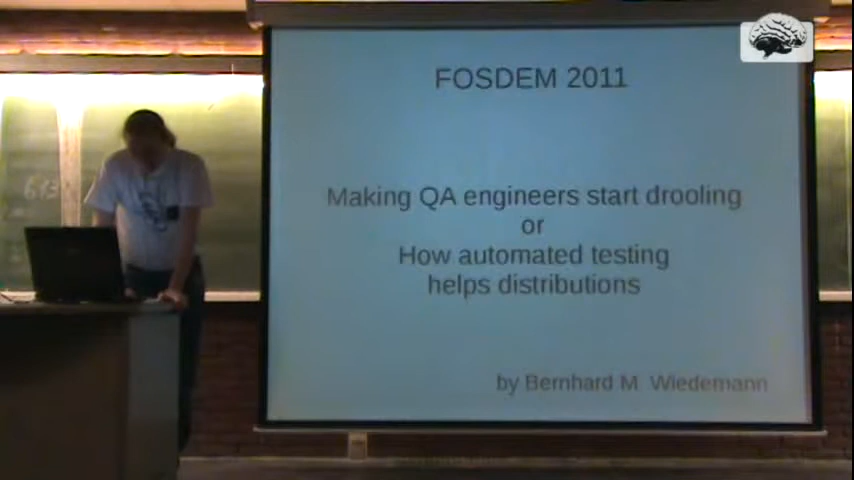 FOSDEM 2011
Making QA engineers start drooling
or
How automated testing
helps distributions
by Bernhard M. Wiedemann